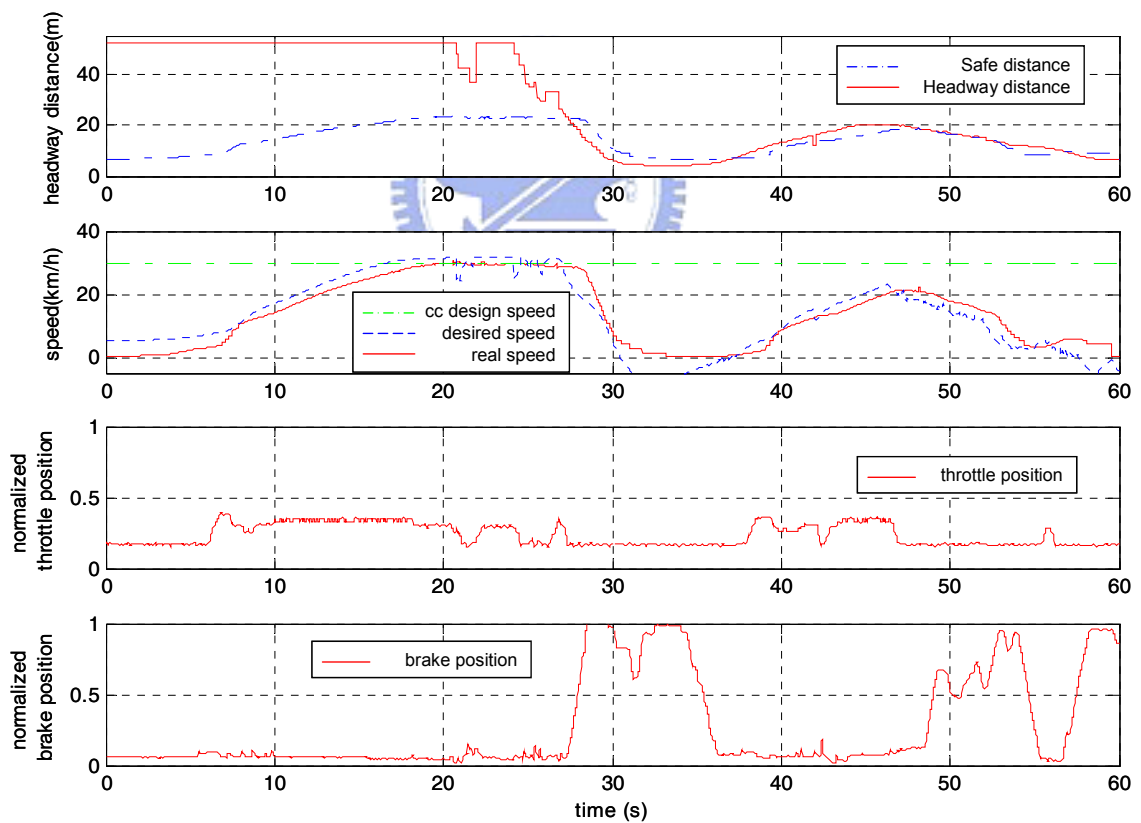 headway distance(m)
40
20
0
0
10
20
30
40
50
60
Safe distance
Headway distance
speed(km/h)
40
20
0
0
10
20
30
40
50
60
cc design speed
desired speed
real speed
normalized
throttle position
1
0.5
0
0
10
20
30
40
50
60
throttle position
normalized
brake position
1
0.5
0
0
10
20
30
40
50
60
brake position
time (s)